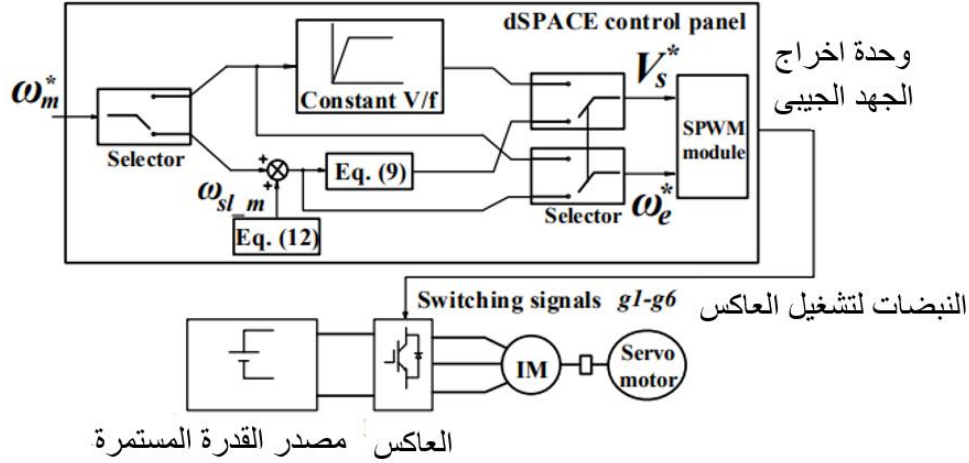 dSPACE control panel
ω*m
Constant V/f
Selector
ωsl_m
Eq. (9)
Eq. (12)
V*s
Selector
ω*e
SPWM
module
وحدة اخراج
الجهد الجيبى
Switching signals g1-g6
النبضات لتشغيل العاكس
IM
Servo
motor
مصدر القدرة المستمرة
العاكس